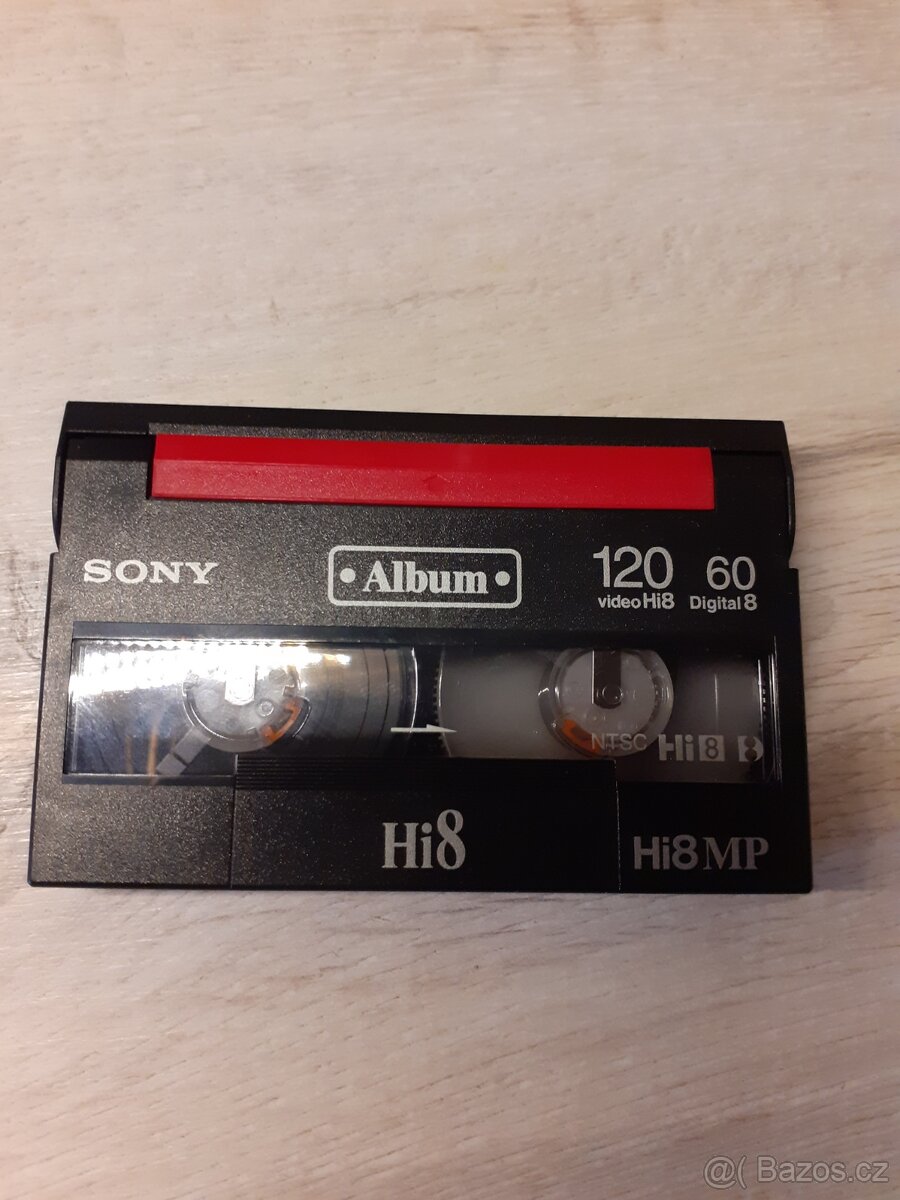 SONY
• Album •
120
video Hi8
60
Digital 8
NTSC Hi8
Hi8
Hi8 MP
@( Bazos.cz